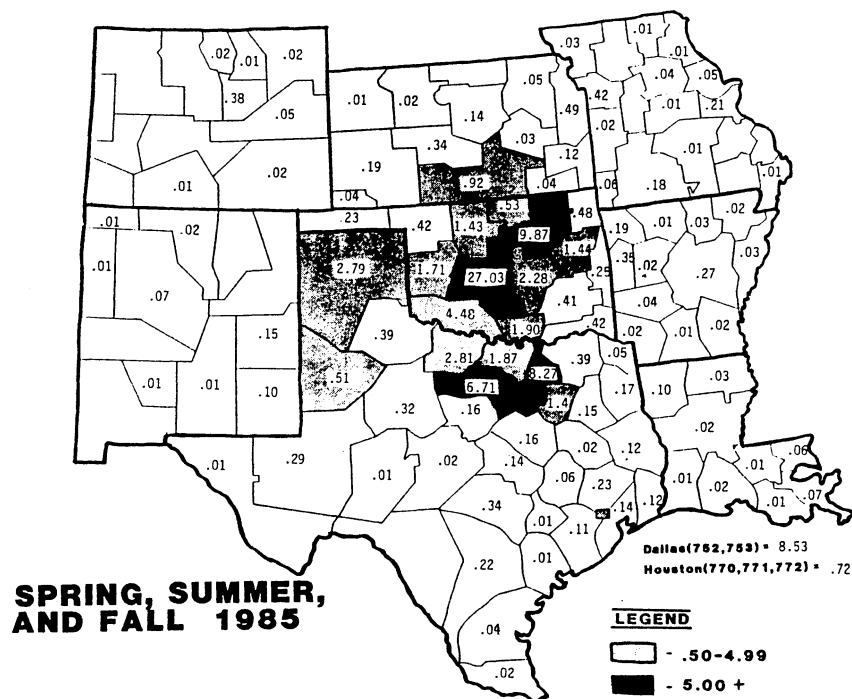 .03 .01
.02 .01 .02 .01
.38 .05 .04 .05
.05 .01 .02 .14 .42 .49 .01 .21
.34 .03 .02
.02 .19 .12 .01
.01 .92 .04 .06 .18 .01
.04
.01 .02 .23 .42 .53 .48 .19 .01 .03 .02
1.43 9.87
.01 2.79 1.71 27.03 2.28 1.44 .25 .35 .02 .27 .03
.07 4.48 .41 .04
.15 .39 1.90 .42 .02 .01 .02
2.81 1.87 .39 .05
.01 .01 .10 .51 6.71 8.27 .17 .10 .03
.32 .16 1.4 .15
.16 .02
.01 .29 .01 .02 .14 .02 .12 .01 .06
.06 .23 .01 .02 .01 .07
.34 .01 .11 .14 .12
.22 .01
Dallas(752,753) = 8.53
Houston(770,771,772) = .72
SPRING, SUMMER,
AND FALL 1985
.04
.02
LEGEND
- .50-4.99
- 5.00 +